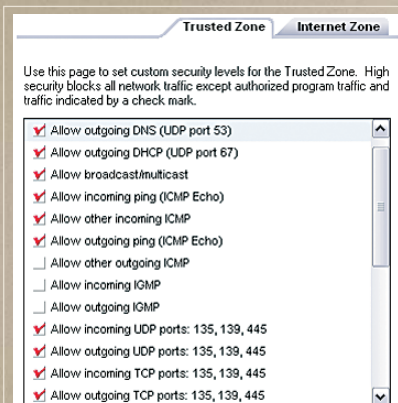 Trusted Zone Internet Zone
Use this page to set custom security levels for the Trusted Zone. High
security blocks all network traffic except authorized program traffic and
traffic indicated by a check mark.
Allow outgoing DNS (UDP port 53)
Allow outgoing DHCP (UDP port 67)
Allow broadcast/multicast
Allow incoming ping (ICMP Echo)
Allow other incoming ICMP
Allow outgoing ping (ICMP Echo)
Allow other outgoing ICMP
Allow incoming IGMP
Allow outgoing IGMP
Allow incoming UDP ports: 135, 139, 445
Allow outgoing UDP ports: 135, 139, 445
Allow incoming TCP ports: 135, 139, 445
Allow outgoing TCP ports: 135, 139, 445